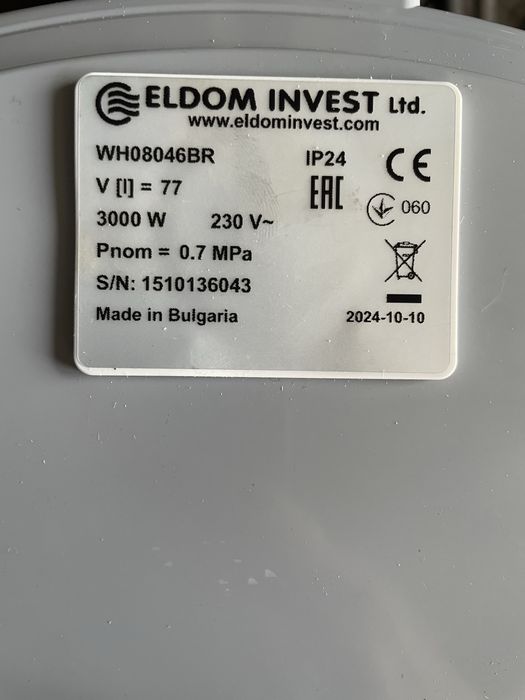 ELDOM INVEST Ltd.
www.eldominvest.com
WH08046BR IP24 CE
V [l] = 77 EAC
3000 W 230 V~ 060
Pnom = 0.7 MPa
S/N: 1510136043
Made in Bulgaria 2024-10-10